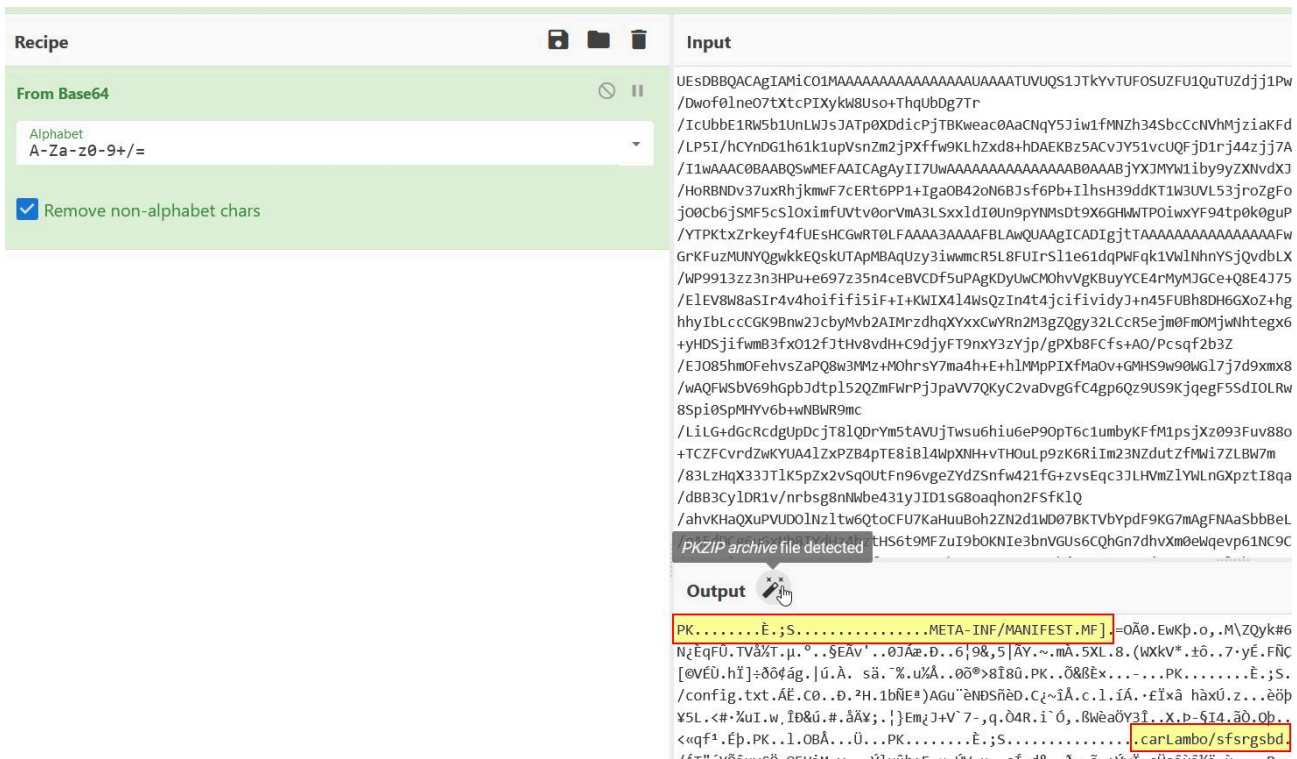 Recipe
From Base64
Alphabet
A-Za-z0-9+/=
Remove non-alphabet chars
Input
UEsDBBQACAgIAMiCO1MAAAAAAAAAAAAAAAAUAAAATUVUQS1JTkYvTUFOSUZFU1QuTUZdjj1Pw
/Dwof0lneO7tXtcPIXykW8Uso+ThqUbDg7Tr
/IcUbbE1RW5b1UnLWJsJATp0XDdicPjTBKweac0AaCNqY5Jiw1fMNZh34SbcCcNVhMjziaKFd
/LP5I/hCYnDG1h61k1upVsnZm2jPXffw9KLhZxd8+hDAEKBz5ACvJY51vcUQFjD1rj44zjj7A
/I1wAAAC0BAABQSwMEFAAICAgAyII7UwAAAAAAAAAAAAAAAAB0AAABjYXJMYW1iby9yZXNvdXJ
/HoRBNDv37uxRhjkmwF7cERt6PP1+IgaOB42oN6BJsf6Pb+IlhsH39ddKT1W3UVL53jroZgFo
jO0Cb6jSMF5cSlOximfUVtv0orVmA3LSxxldI0Un9pYNMsDt9X6GHWWTPOiwxYF94tp0k0guP
/YTPKtxZrkeyf4fUEsHCGwRT0LFAAAA3AAAAFBLAwQUAAgICADIgjtTAAAAAAAAAAAAAAAAFw
GrKFuzMUNYQgwkkEQskUTApMBAqUzy3iwwmcR5L8FUIrSl1e61dqPWFqk1VWlNhnYSjQvdbLX
/WP9913zz3n3HPu+e697z35n4ceBVCDf5uPAgKDyUwCMOhvVgKBuyYCE4rMyMJGCe+Q8E4J75
/ElEV8W8aSIr4v4hoififi5iF+I+KWIX4l4WsQzIn4t4jcifividyJ+n45FUBh8DH6GXoZ+hg
hhyIbLccCGK9Bnw2JcbyMvb2AIMrzdhqXYxxCwYRn2M3gZQgy32LCcR5ejm0FmOMjwNhtegx6
+yHDSjifwmB3fxO12fJtHv8vdH+C9djyFT9nxY3zYjp/gPXb8FCfs+AO/Pcsqf2b3Z
/EJO85hmOFehvsZaPQ8w3MMz+MOhrsY7ma4h+E+hlMMpPIXfMaOv+GMHS9w90WGl7j7d9xmx8
/wAQFWSbV69hGpbJdtpl52QZmFWrPjJpaVV7QKyC2vaDvgGfC4gp6Qz9US9KjqegF5SdIOLRw
8Spi0SpMHYv6b+wNBWR9mc
/LiLG+dGcRcdgUpDcjT8lQDrYm5tAVUjTwsu6hiu6eP9OpT6c1umbyKFfM1psjXz093Fuv88o
+TCZFCvrdZwKYUA4lZxPZB4pTE8iBl4WpXNH+vTHOuLp9zK6RiIm23NZdutZfMWi7ZLBW7m
/83LzHqX33JTlK5pZx2vSqOUtFn96vgeZYdZSnfw421fG+zvsEqc3JLHVmZlYWLnGXpztI8qa
/dBB3CylDR1v/nrbsg8nNWbe431yJID1sG8oaqhon2FSfKlQ
/ahvKHaQXuPVUDOlNzltw6QtoCFU7KaHuuBoh2ZN2d1WD07BKTVbYpdF9KG7mAgFNAaSbbBeL
PKZIP archive file detected
Output
PK........È.;S................META-INF/MANIFEST.MF].
/config.txt
.carLambo/sfsrgsbd.